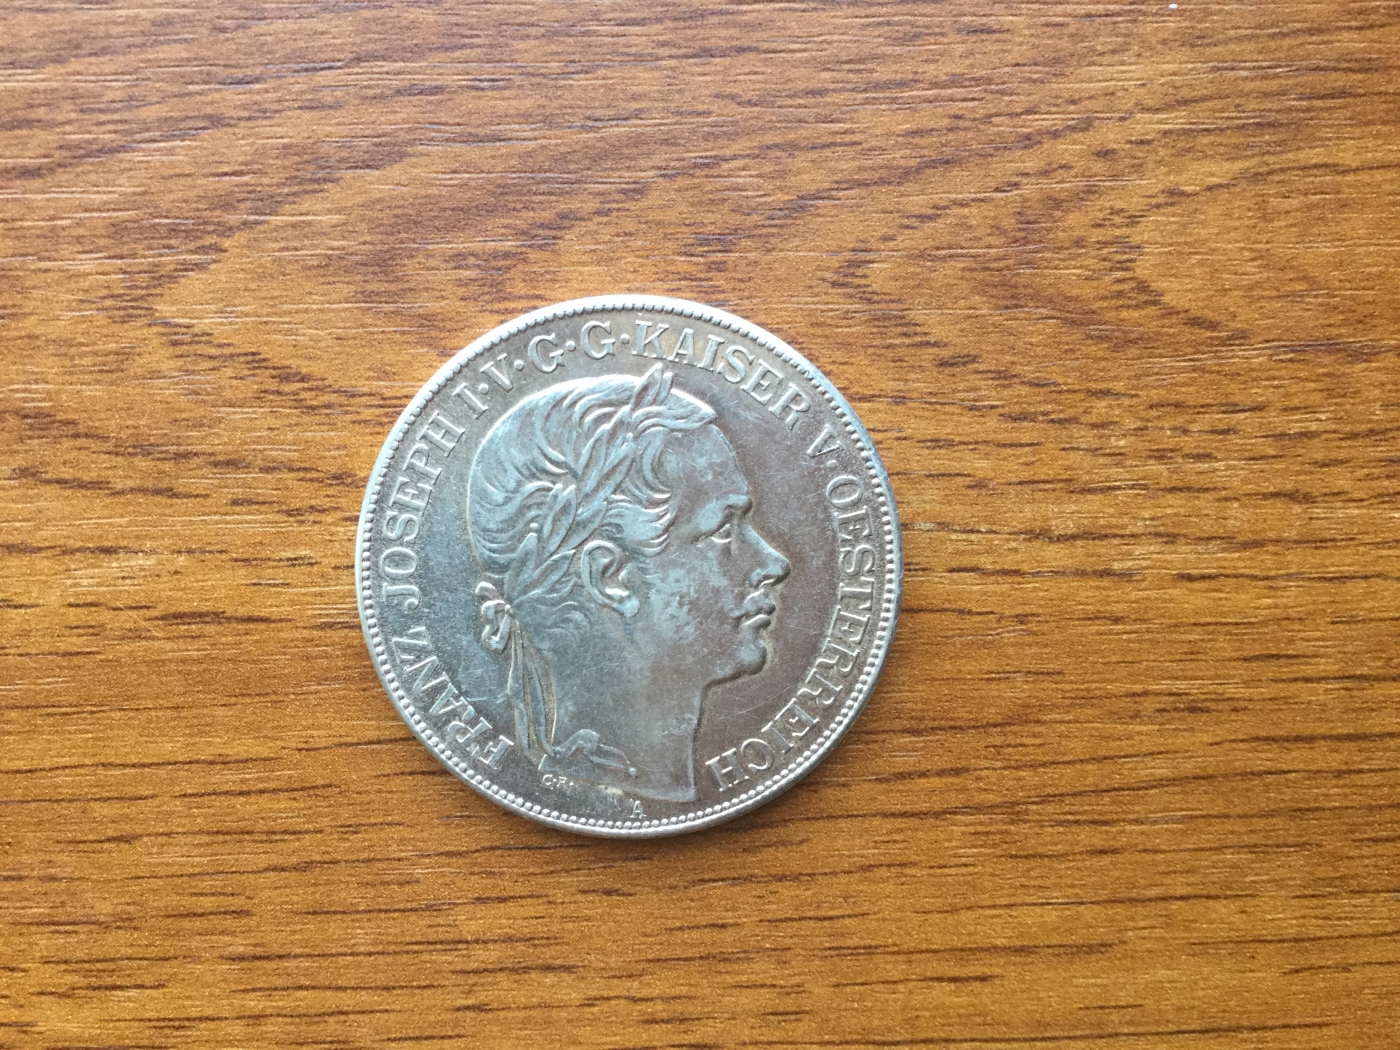 FRANZ JOSEPH I·V·G·G·KAISER V·OESTERREICH
A